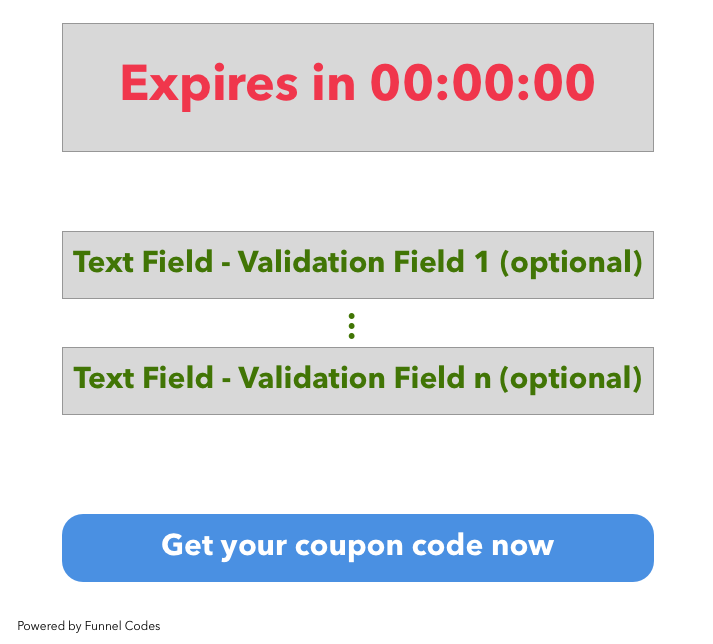 Expires in 00:00:00
Text Field - Validation Field 1 (optional)
Text Field - Validation Field n (optional)
Get your coupon code now
Powered by Funnel Codes